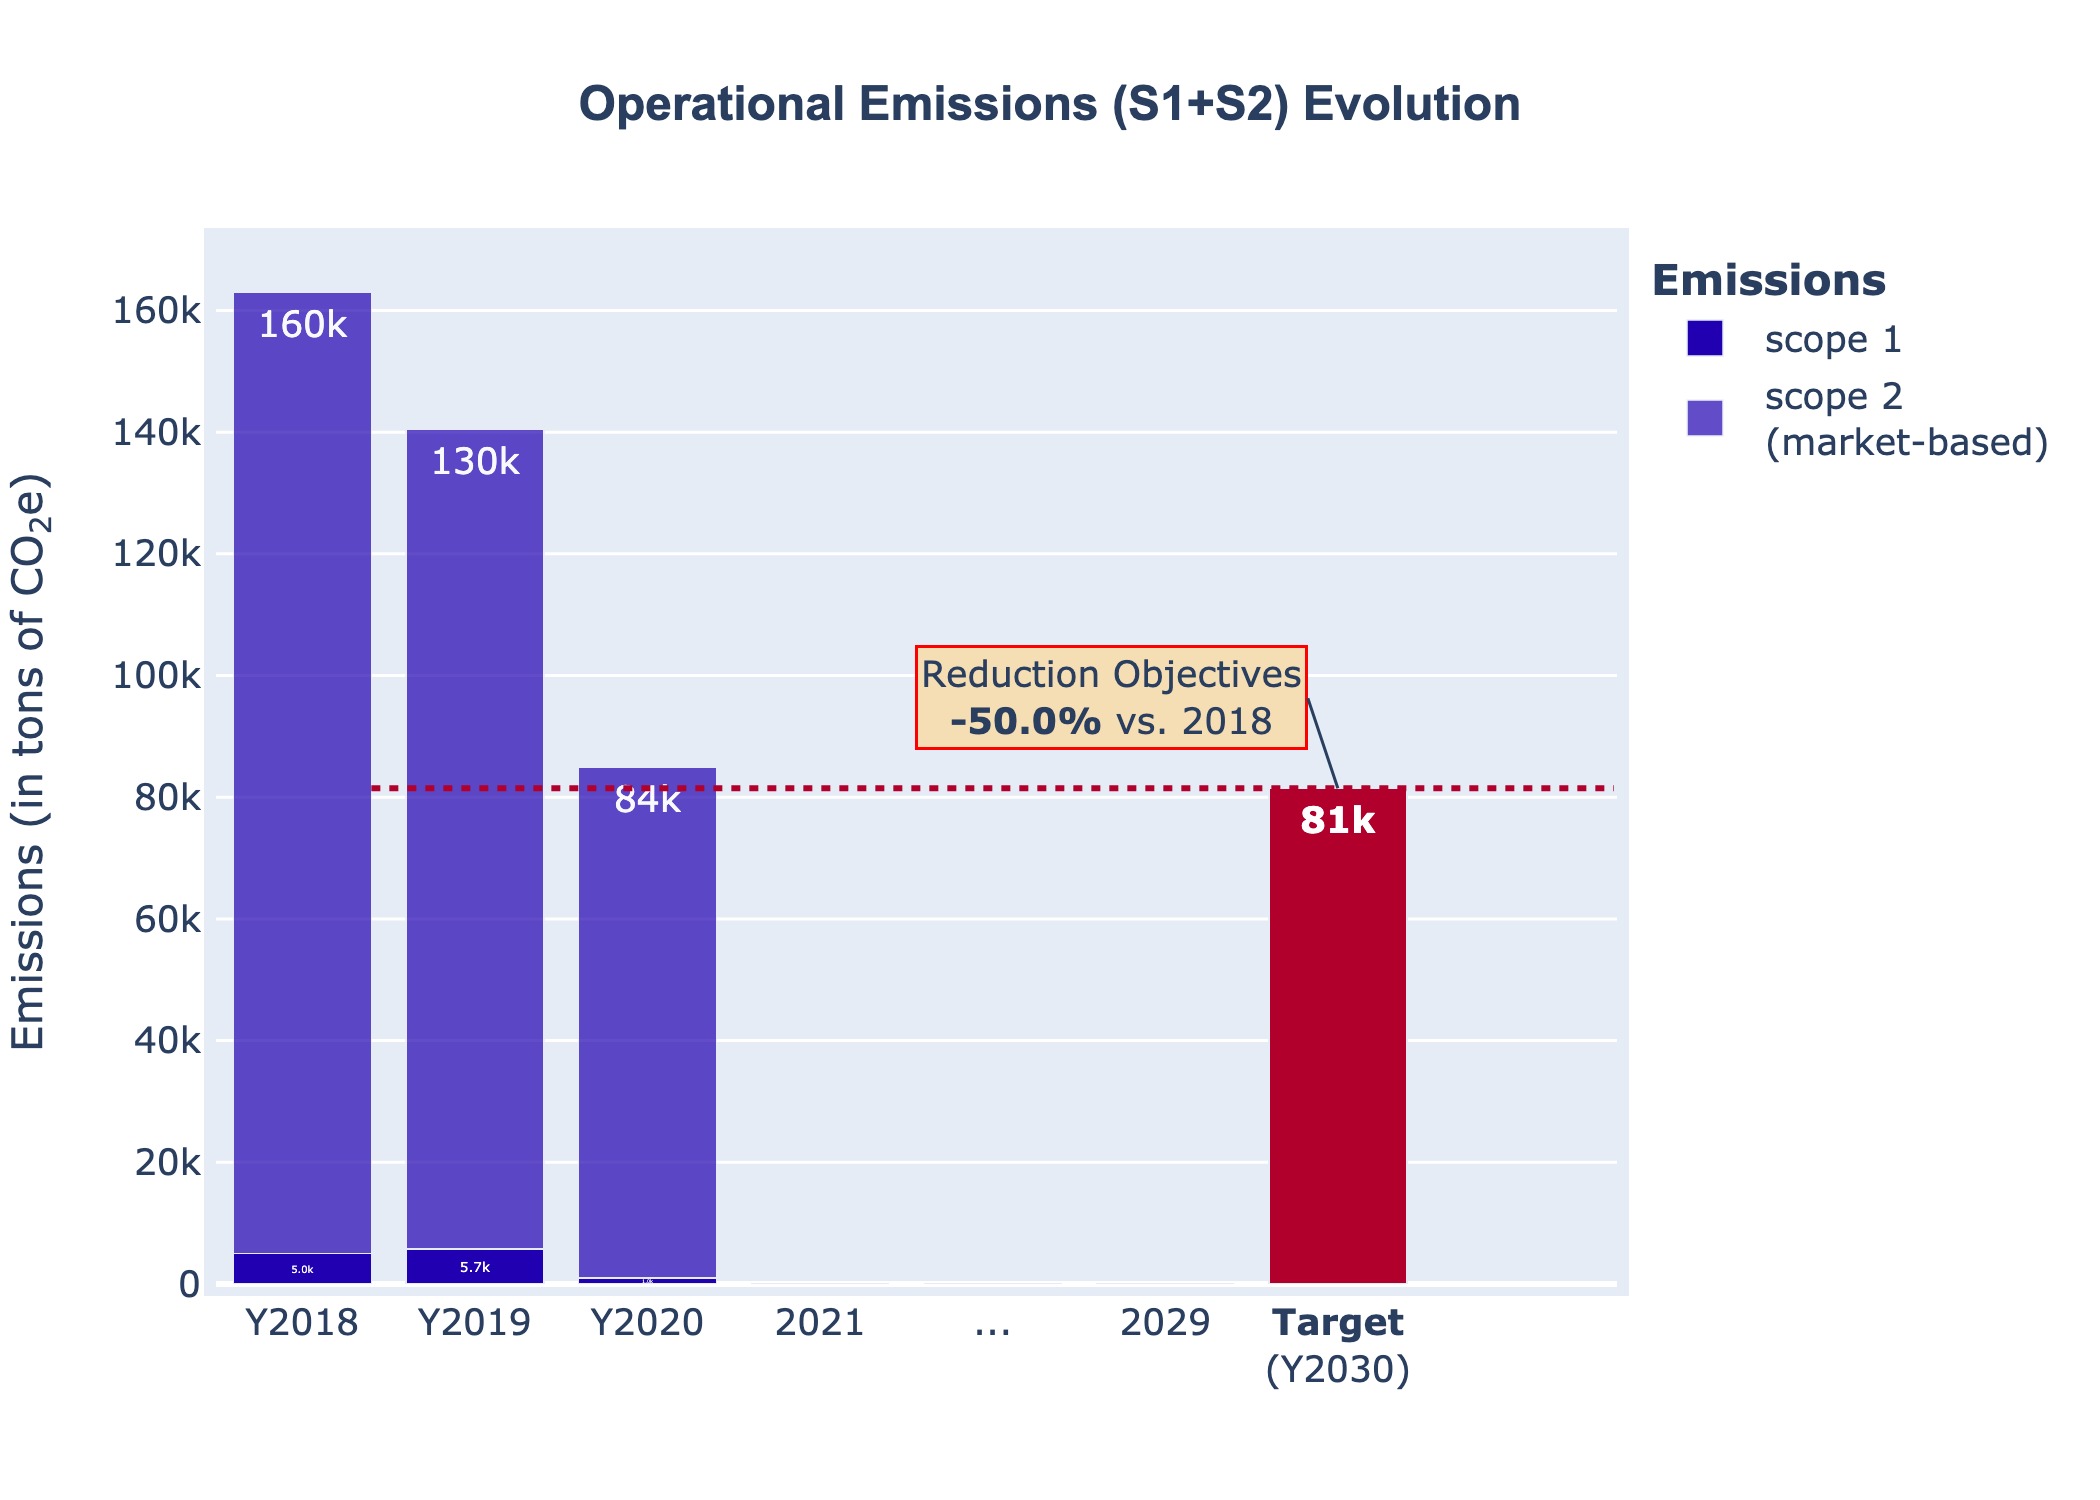 Operational Emissions (S1+S2) Evolution
Emissions (in tons of CO₂e)
160k
140k
120k
100k
80k
60k
40k
20k
0
160k
130k
84k
5.0k
5.7k
Reduction Objectives
-50.0% vs. 2018
81k
Y2018
Y2019
Y2020
2021
...
2029
Target
(Y2030)
Emissions
scope 1
scope 2
(market-based)